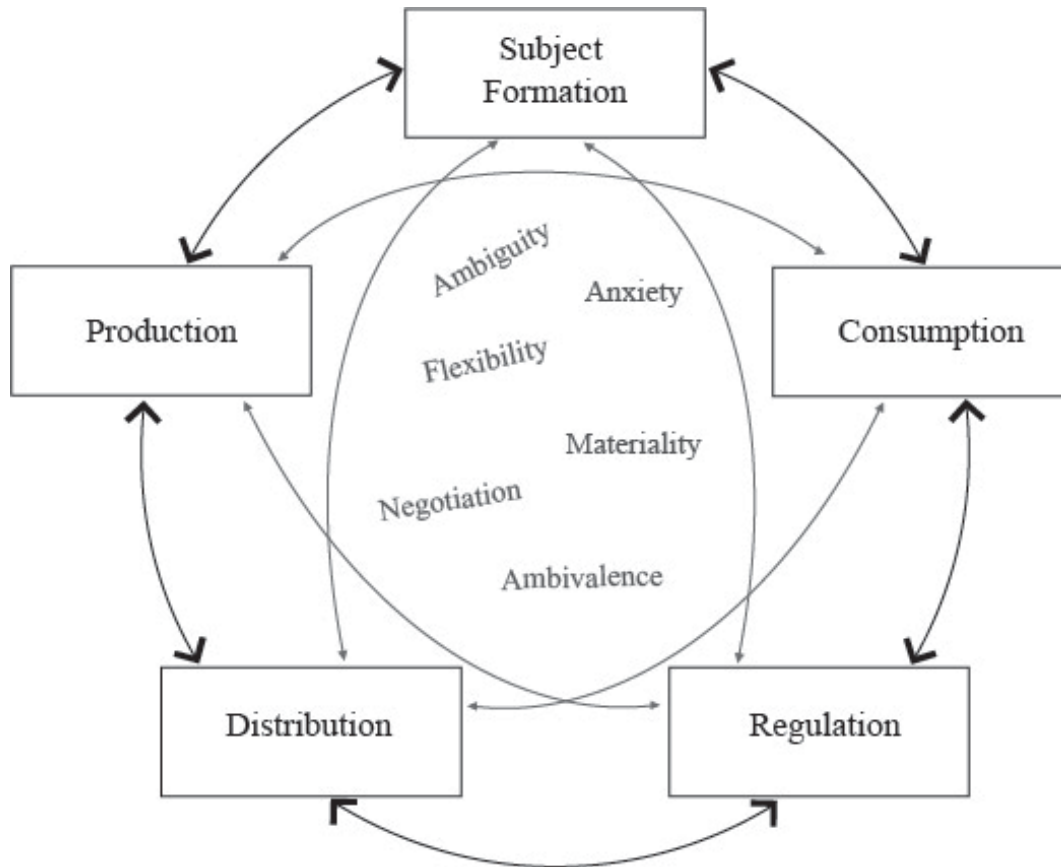 Subject
Formation
Ambiguity
Anxiety
Production
Consumption
Flexibility
Materiality
Negotiation
Ambivalence
Distribution
Regulation